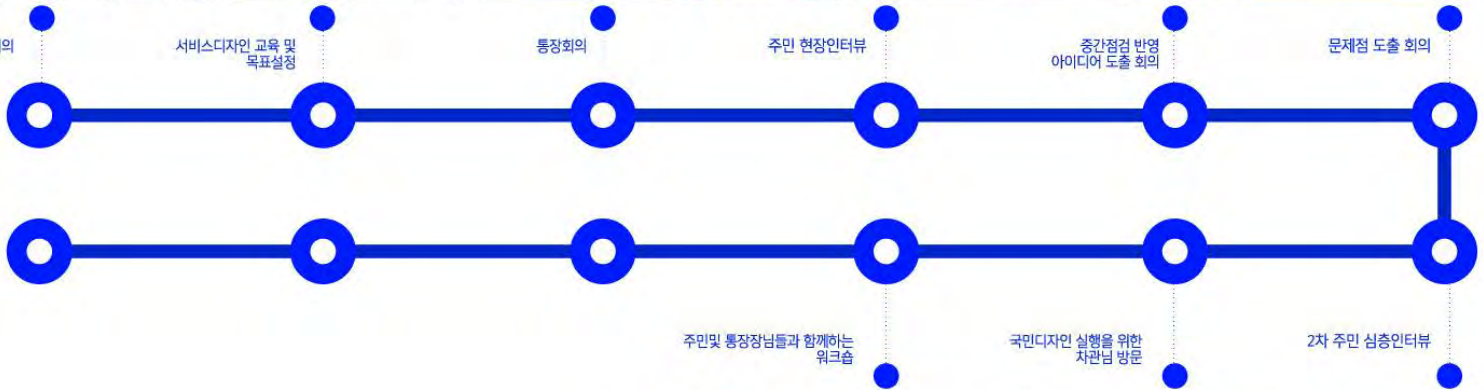 의
서비스디자인 교육 및
목표설정
통장회의
주민 현장인터뷰
중간점검 반영
아이디어 도출 회의
문제점 도출 회의
주민및 통장장님들과 함께하는
워크숍
국민디자인 실행을 위한
차관님 방문
2차 주민 심층인터뷰